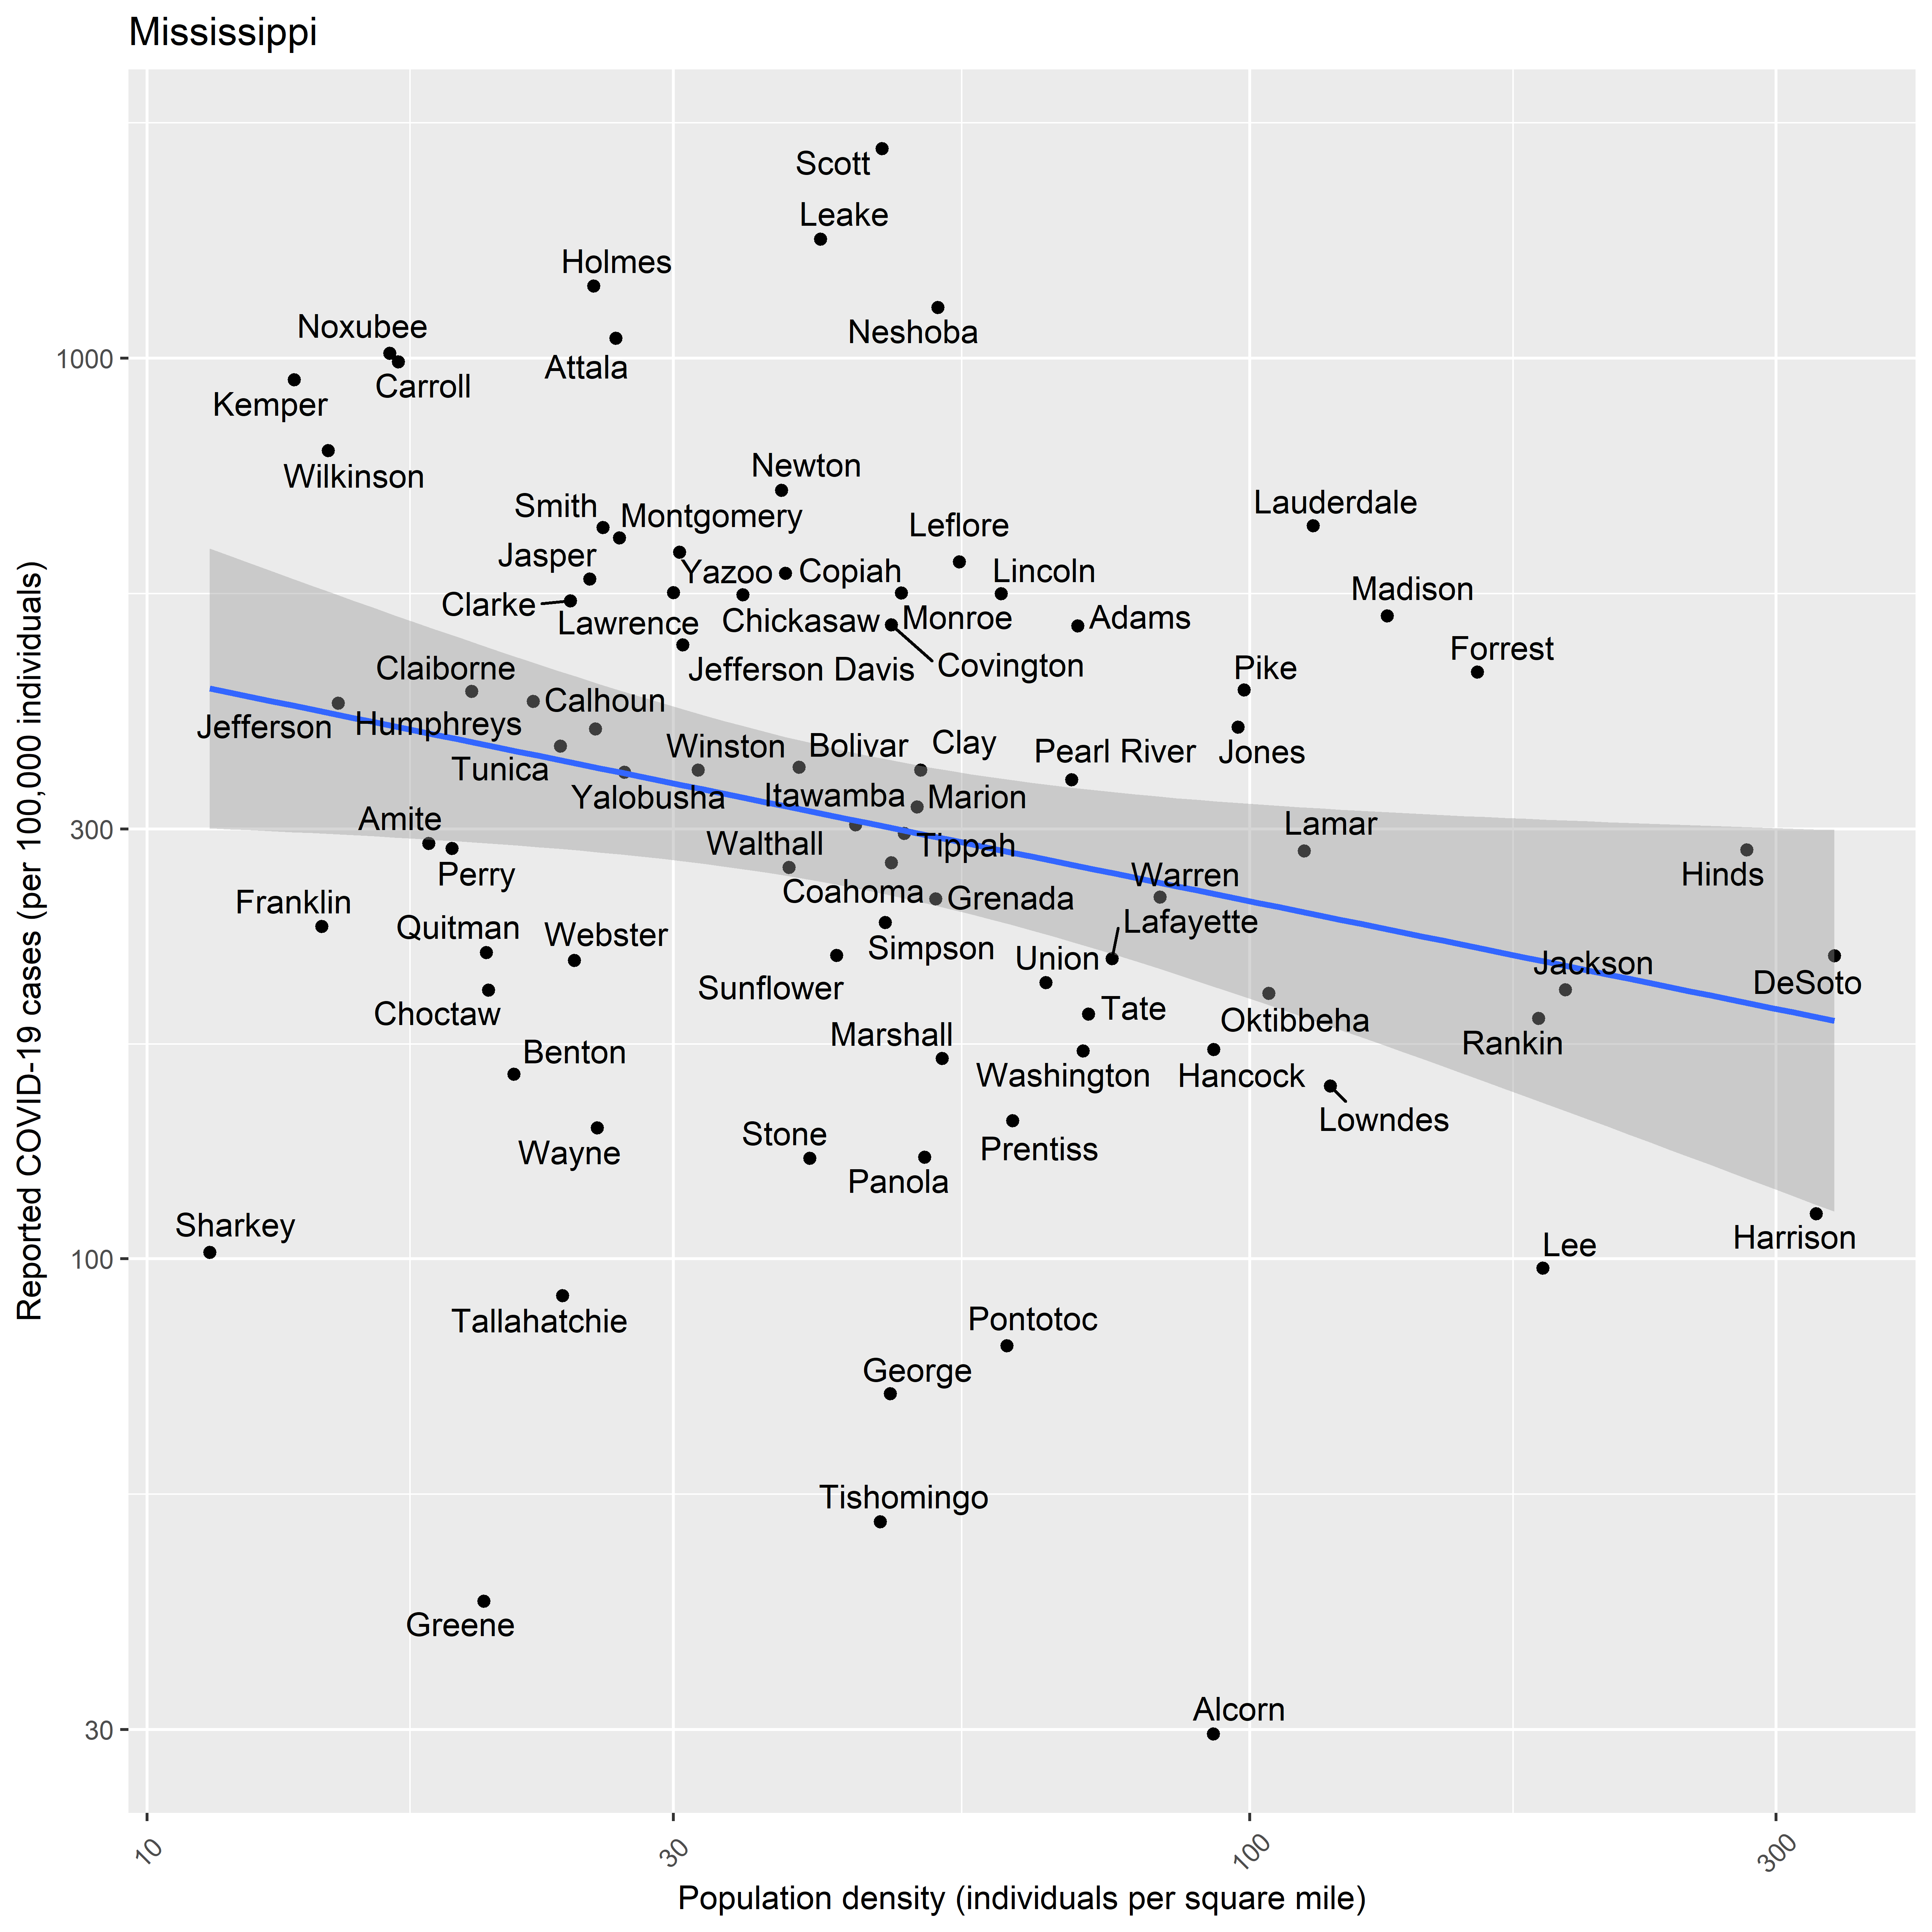 Mississippi
Reported COVID-19 cases (per 100,000 individuals)
1000
300
100
30
Scott
Leake
Holmes
Noxubee
Neshoba
Attala
Carroll
Kemper
Newton
Wilkinson
Lauderdale
Smith
Montgomery
Leflore
Jasper
Yazoo
Copiah
Lincoln
Madison
Clarke
Lawrence
Chickasaw
Monroe
Adams
Forrest
Covington
Claiborne
Jefferson Davis
Pike
Calhoun
Jefferson
Humphreys
Winston
Bolivar
Clay
Pearl River
Jones
Tunica
Yalobusha
Itawamba
Marion
Amite
Lamar
Walthall
Tippah
Perry
Warren
Hinds
Coahoma
Grenada
Franklin
Lafayette
Quitman
Webster
Simpson
Union
Jackson
Sunflower
DeSoto
Choctaw
Tate
Oktibbeha
Marshall
Rankin
Benton
Washington
Hancock
Lowndes
Stone
Prentiss
Wayne
Panola
Sharkey
Harrison
Lee
Tallahatchie
Pontotoc
George
Tishomingo
Greene
Alcorn
10
30
100
300
Population density (individuals per square mile)